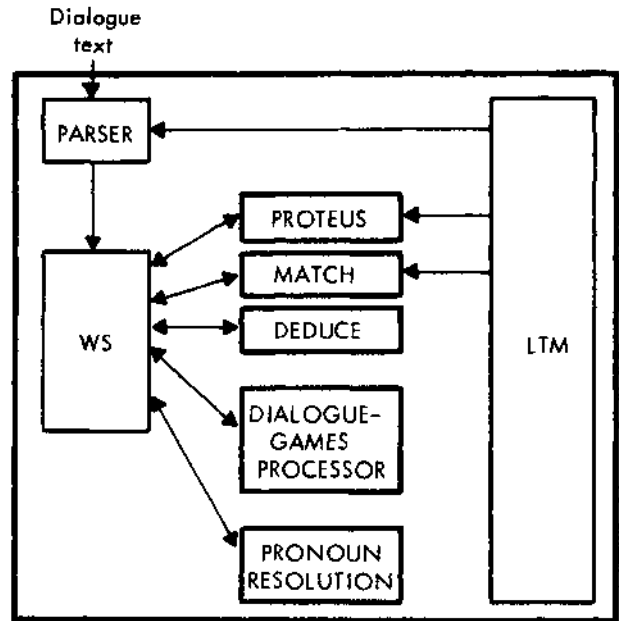 Dialogue
text
PARSER
PROTEUS
MATCH
WS
DEDUCE
LTM
DIALOGUE-
GAMES
PROCESSOR
PRONOUN
RESOLUTION